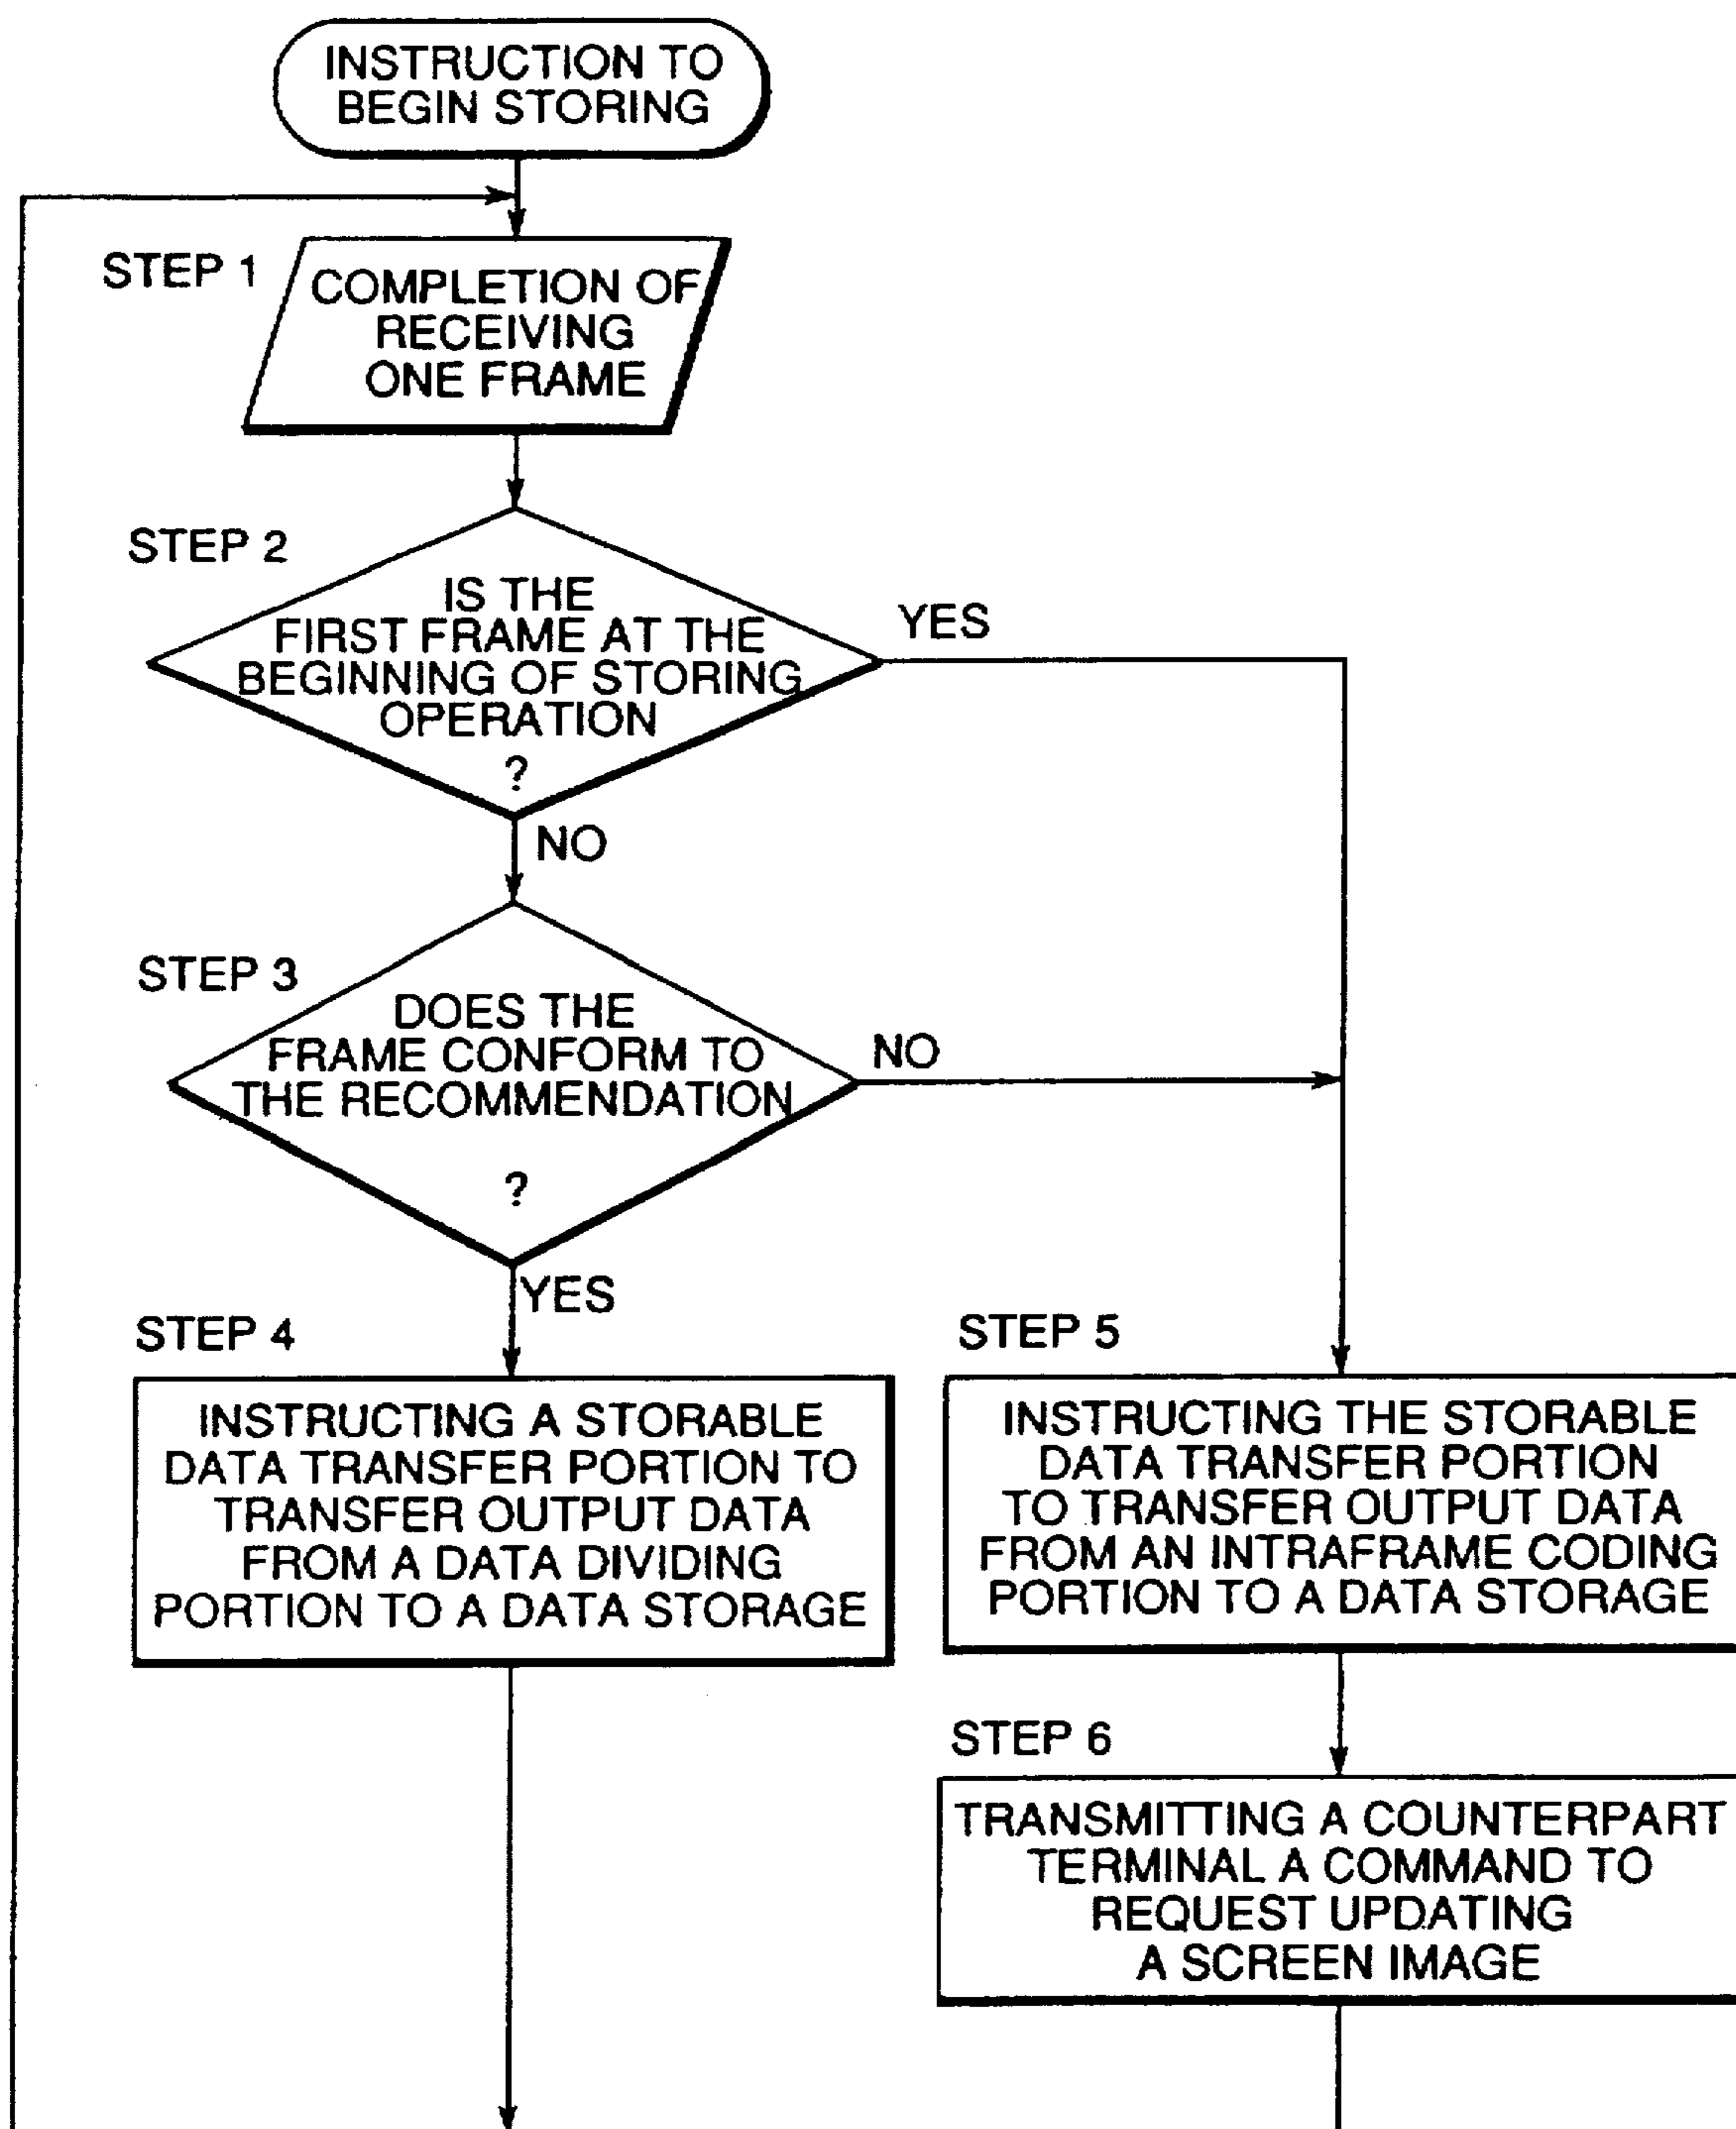 INSTRUCTION TO
BEGIN STORING
STEP 1
COMPLETION OF
RECEIVING
ONE FRAME
STEP 2
IS THE
FIRST FRAME AT THE
BEGINNING OF STORING
OPERATION
?
YES
NO
STEP 3
DOES THE
FRAME CONFORM TO
THE RECOMMENDATION
?
NO
YES
STEP 4
INSTRUCTING A STORABLE
DATA TRANSFER PORTION TO
TRANSFER OUTPUT DATA
FROM A DATA DIVIDING
PORTION TO A DATA STORAGE
STEP 5
INSTRUCTING THE STORABLE
DATA TRANSFER PORTION
TO TRANSFER OUTPUT DATA
FROM AN INTRAFRAME CODING
PORTION TO A DATA STORAGE
STEP 6
TRANSMITTING A COUNTERPART
TERMINAL A COMMAND TO
REQUEST UPDATING
A SCREEN IMAGE